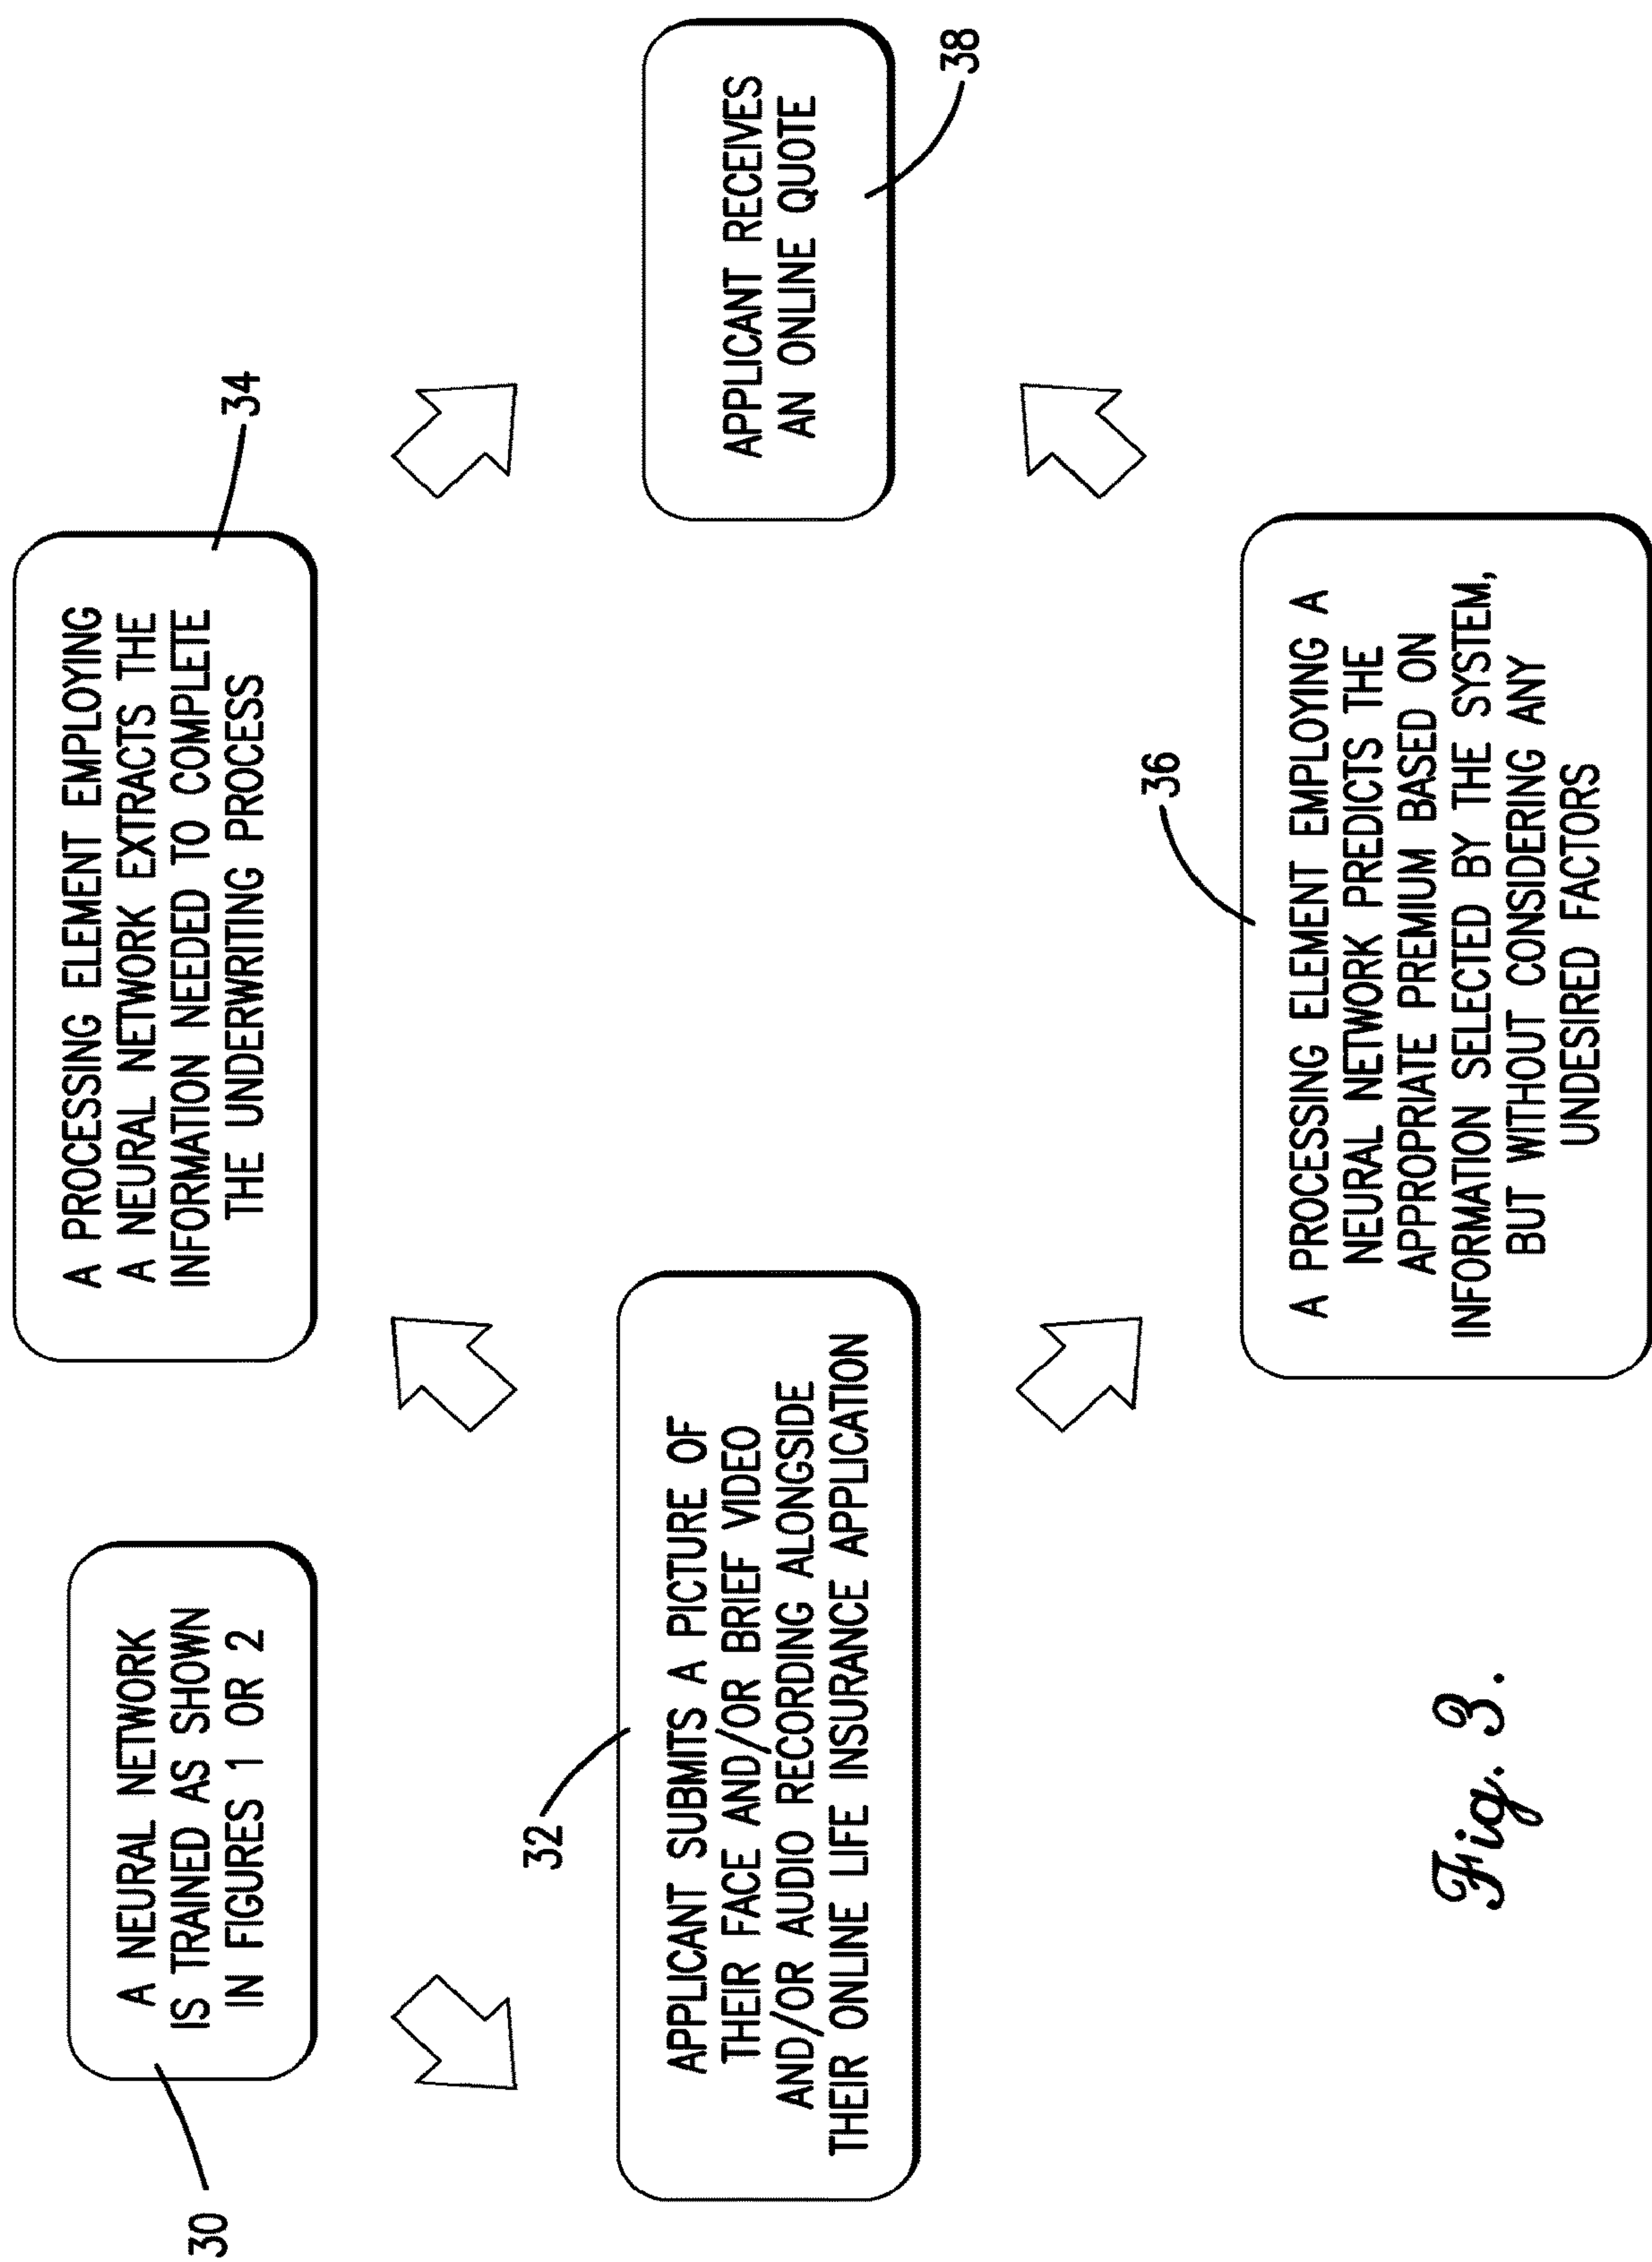 30
A NEURAL NETWORK
IS TRAINED AS SHOWN
IN FIGURES 1 OR 2
32
APPLICANT SUBMITS A PICTURE OF
THEIR FACE AND/OR BRIEF VIDEO
AND/OR AUDIO RECORDING ALONGSIDE
THEIR ONLINE LIFE INSURANCE APPLICATION
34
A PROCESSING ELEMENT EMPLOYING
A NEURAL NETWORK EXTRACTS THE
INFORMATION NEEDED TO COMPLETE
THE UNDERWRITING PROCESS
36
A PROCESSING ELEMENT EMPLOYING A
NEURAL NETWORK PREDICTS THE
APPROPRIATE PREMIUM BASED ON
INFORMATION SELECTED BY THE SYSTEM,
BUT WITHOUT CONSIDERING ANY
UNDESIRED FACTORS
38
APPLICANT RECEIVES
AN ONLINE QUOTE
Fig. 3.